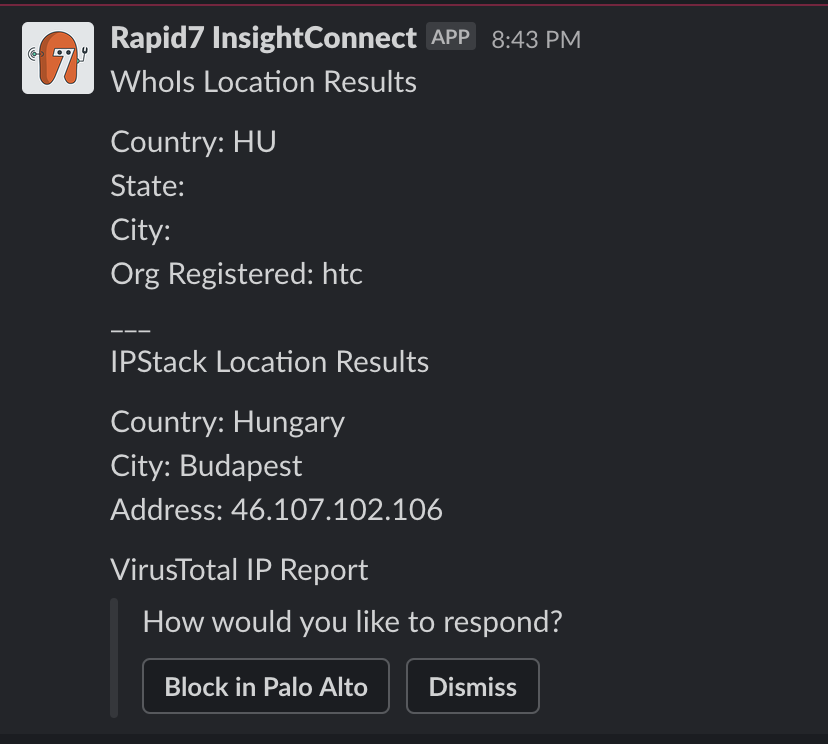 Rapid7 InsightConnect APP 8:43 PM
WhoIs Location Results
Country: HU
State:
City:
Org Registered: htc
___
IPStack Location Results
Country: Hungary
City: Budapest
Address: 46.107.102.106
VirusTotal IP Report
How would you like to respond?
Block in Palo Alto Dismiss